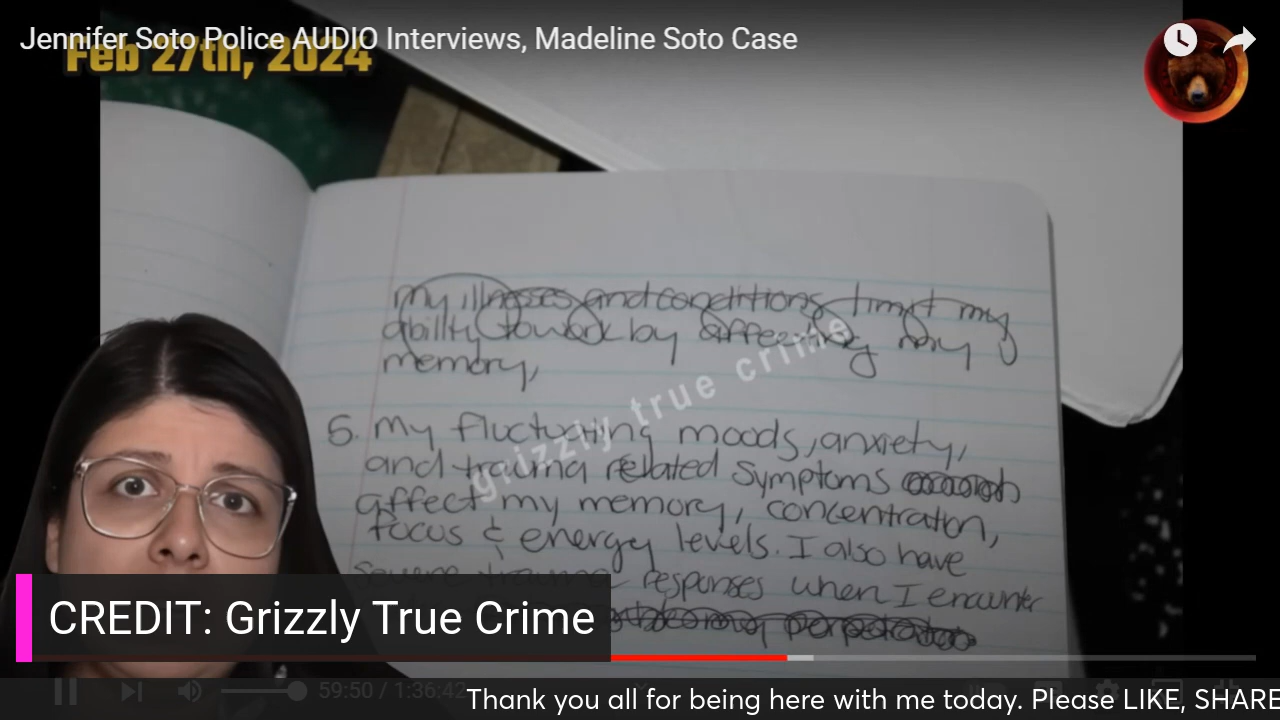 Jennifer Soto Police AUDIO Interviews, Madeline Soto Case
Feb 27th, 2024
my illnesses and conditions limit my
ability to work by affecting my
memory,
grizzly true crime
5. my fluctuating moods, anxiety,
and trauma related symptoms
affect my memory, concentration,
focus & energy levels. I also have
severe trauma responses when I encounter
CREDIT: Grizzly True Crime
59:50 / 1:36:42
Thank you all for being here with me today. Please LIKE, SHARE